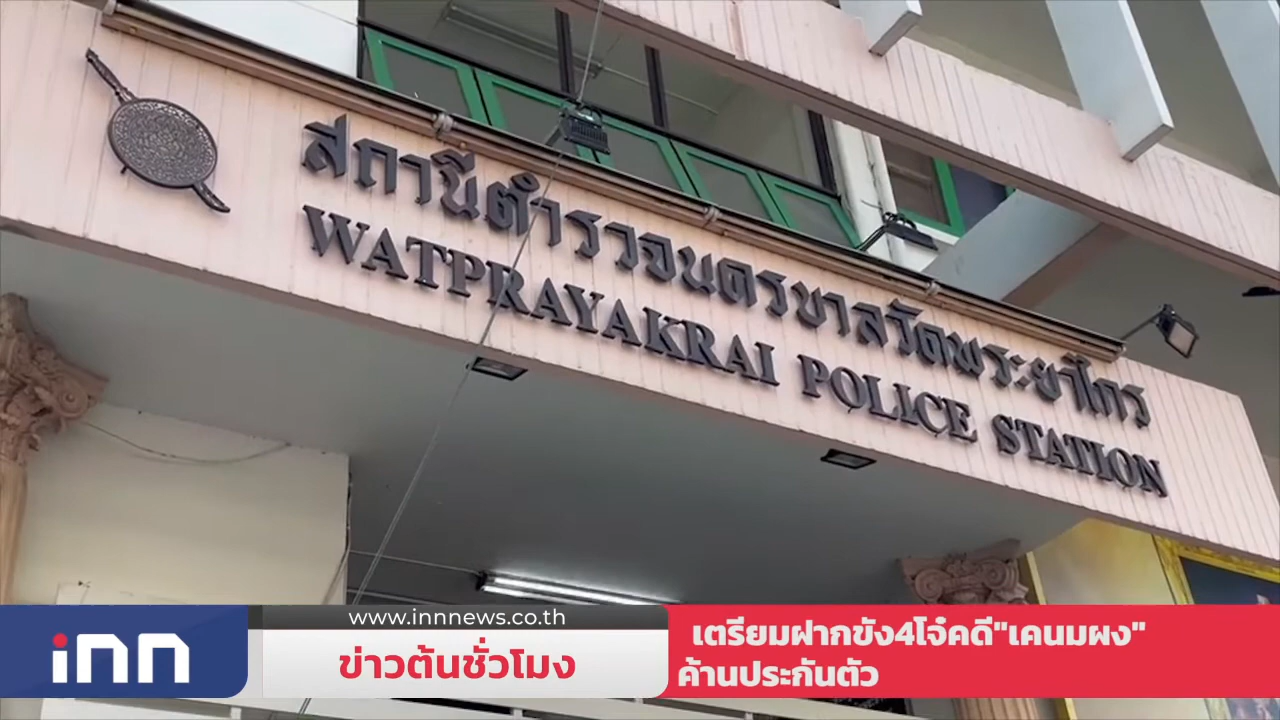 สถานีตำรวจนครบาลวัดพระยาไกร
WATPRAYAKRAI POLICE STATION
inn
www.innnews.co.th
ข่าวต้นชั่วโมง
เตรียมฝากขัง4โจ๋คดี"เคนมผง"
ค้านประกันตัว